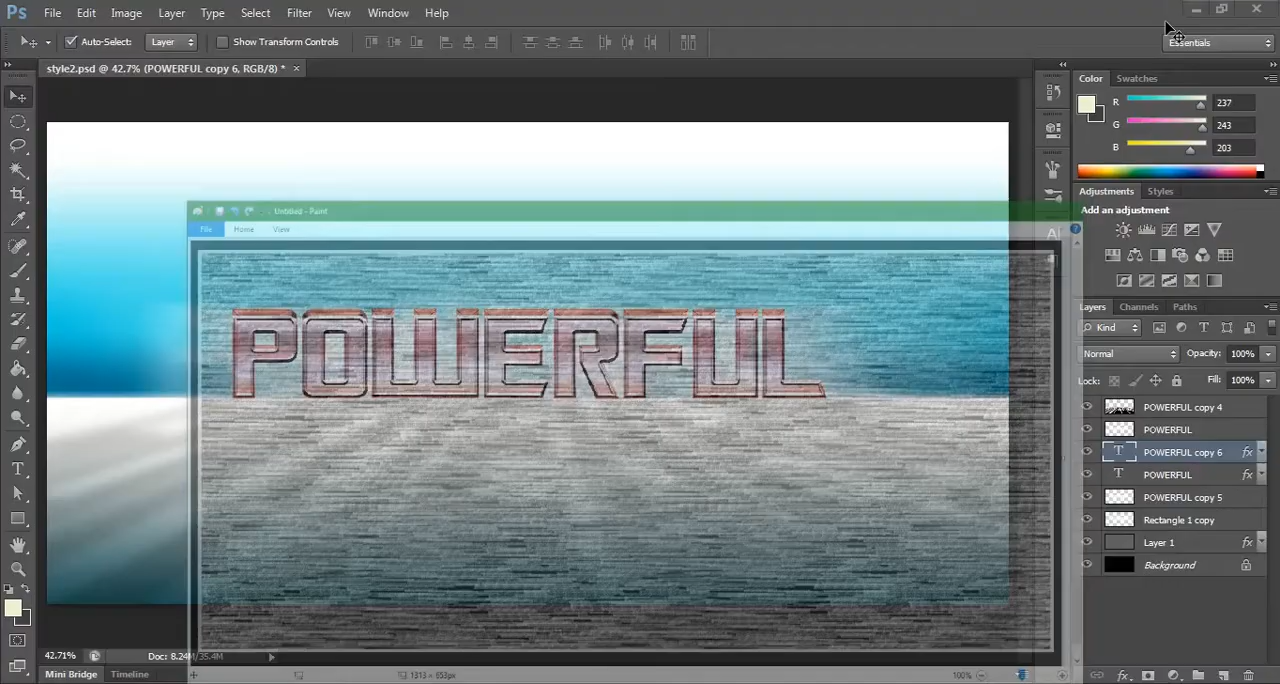 Ps File Edit Image Layer Type Select Filter View Window Help
Auto-Select: Layer Show Transform Controls Essentials
style2.psd @ 42.7% (POWERFUL copy 6, RGB/8) * ×
Color Swatches
R 237
G 243
B 203
Adjustments Styles
Add an adjustment
Untitled - Paint
File Home View
POWERFUL
Layers Channels Paths
Kind
Normal Opacity: 100%
Lock: Fill: 100%
POWERFUL copy 4
POWERFUL
T POWERFUL copy 6 fx
T POWERFUL fx
POWERFUL copy 5
Rectangle 1 copy
Layer 1 fx
Background
42.71% Doc: 8.24M/35.4M
Mini Bridge Timeline
1313 × 653px 100%